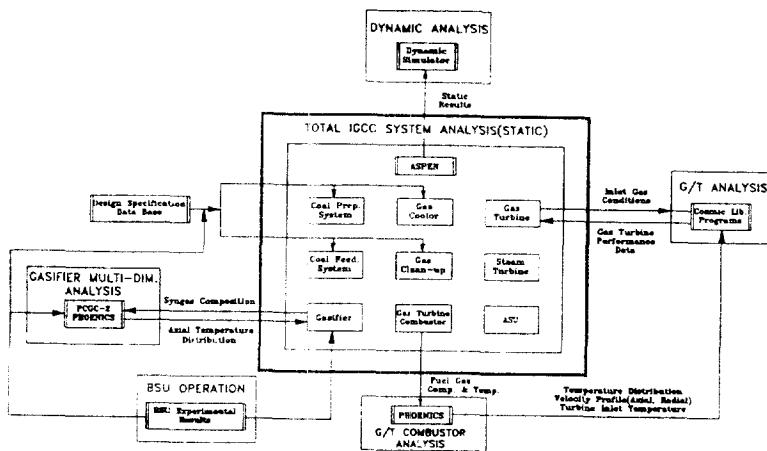 DYNAMIC ANALYSIS
Dynamic
Simulator
Static
Results
TOTAL IGCC SYSTEM ANALYSIS(STATIC)
ASPEN
Design Specification
Data Base
Coal Prep.
System
Gas
Cooler
Gas
Turbine
Inlet Gas
Conditions
G/T ANALYSIS
Cosmic Lib.
Programs
Gas Turbine
Performance
Data
Coal Feed.
System
Gas
Clean-up
Steam
Turbine
GASIFIER MULTI-DIM.
ANALYSIS
PCGC-2
PHOENICS
Syngas Composition
Axial Temperature
Distribution
Gasifier
Gas Turbine
Combustor
ASU
BSU OPERATION
BSU Experimental
Results
Fuel Gas
Comp. & Temp.
PHOENICS
G/T COMBUSTOR
ANALYSIS
Temperature Distribution
Velocity Profile(Axial, Radial)
Turbine Inlet Temperature